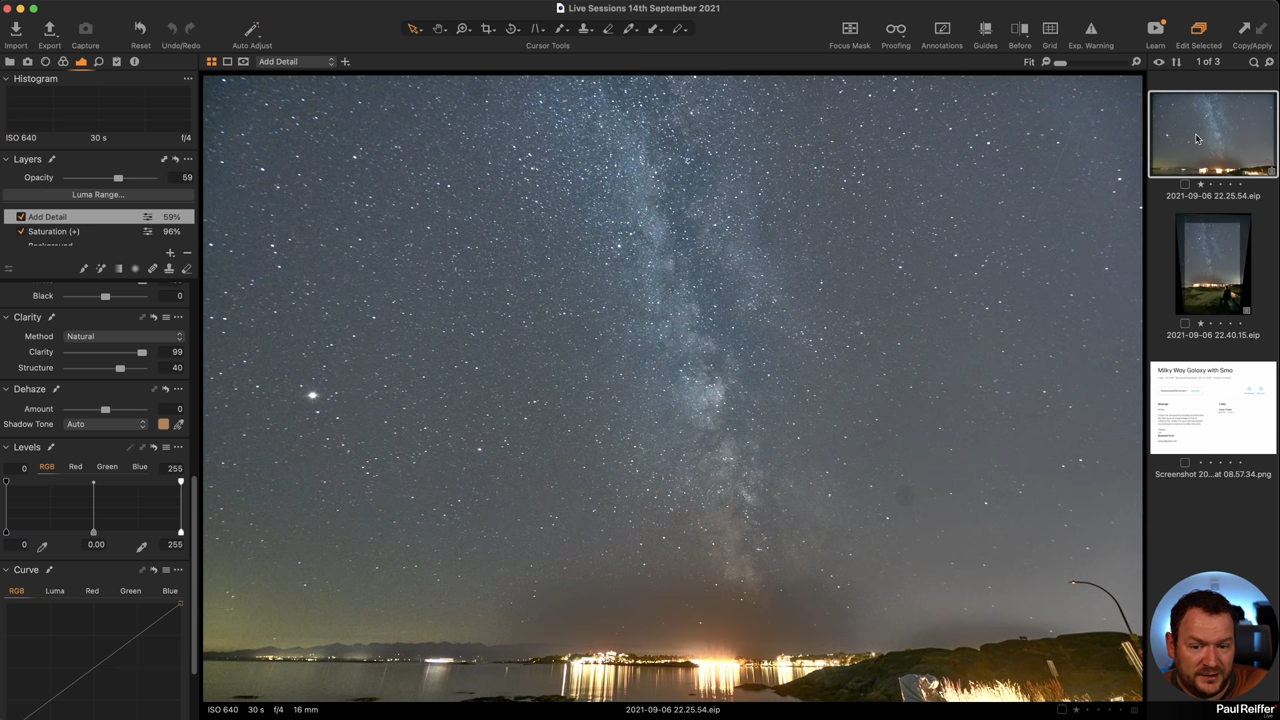 Live Sessions 14th September 2021
Import Export Capture Reset Undo/Redo Auto Adjust Cursor Tools Focus Mask Proofing Annotations Guides Before Grid Exp. Warning Learn Edit Selected Copy/Apply
Add Detail
Fit
1 of 3
Histogram
ISO 640 30 s f/4
Layers
Opacity 59
Luma Range...
Add Detail 59%
Saturation (+) 96%
Background
Black 0
Clarity
Method Natural
Clarity 99
Structure 40
Dehaze
Amount 0
Shadow Tone Auto
Levels
0 RGB Red Green Blue 255
0 0.00 255
Curve
RGB Luma Red Green Blue
ISO 640 30 s f/4 16 mm
2021-09-06 22.25.54.eip
2021-09-06 22.25.54.eip
2021-09-06 22.40.15.eip
Milky Way Galaxy with Smo
Screenshot 20...at 08.57.34.png
PaulReiffer
Live